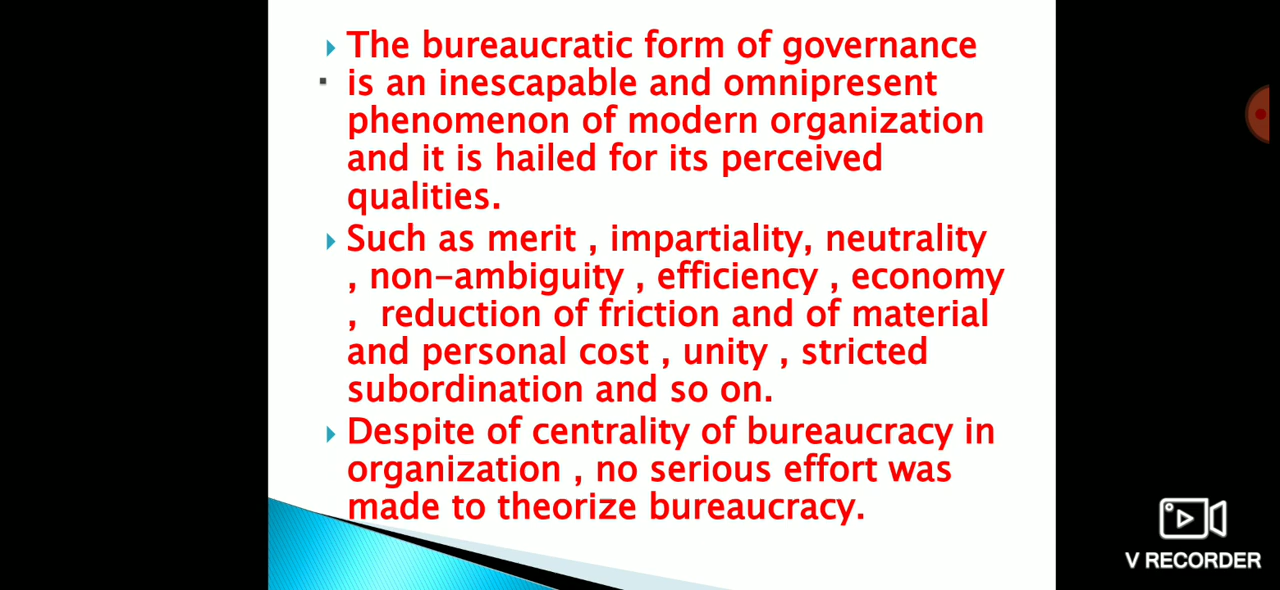 The bureaucratic form of governance
is an inescapable and omnipresent
phenomenon of modern organization
and it is hailed for its perceived
qualities.
Such as merit , impartiality, neutrality
, non-ambiguity , efficiency , economy
, reduction of friction and of material
and personal cost , unity , stricted
subordination and so on.
Despite of centrality of bureaucracy in
organization , no serious effort was
made to theorize bureaucracy.
V RECORDER